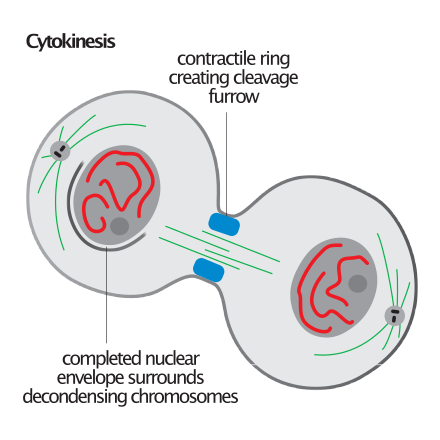 Cytokinesis
contractile ring
creating cleavage
furrow
completed nuclear
envelope surrounds
decondensing chromosomes